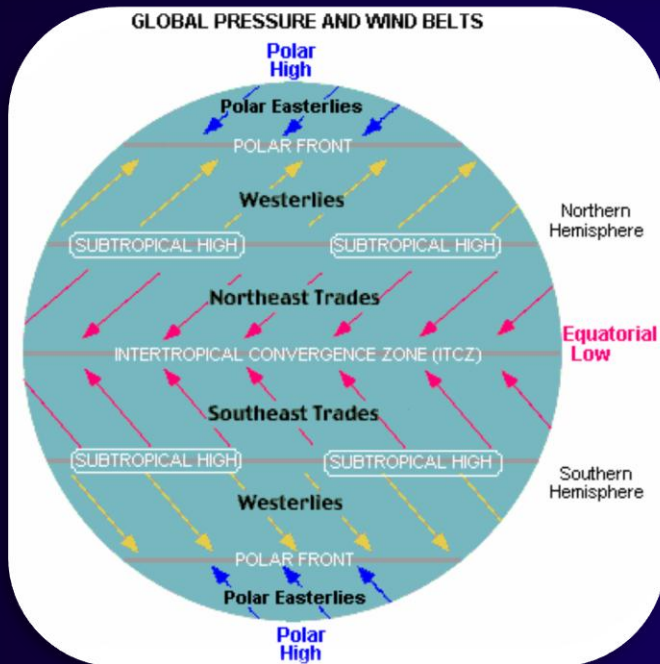 GLOBAL PRESSURE AND WIND BELTS
Polar
High
Polar Easterlies
POLAR FRONT
Westerlies
Northern
Hemisphere
SUBTROPICAL HIGH
SUBTROPICAL HIGH
Northeast Trades
Equatorial
Low
INTERTROPICAL CONVERGENCE ZONE (ITCZ)
Southeast Trades
SUBTROPICAL HIGH
SUBTROPICAL HIGH
Southern
Hemisphere
Westerlies
POLAR FRONT
Polar Easterlies
Polar
High